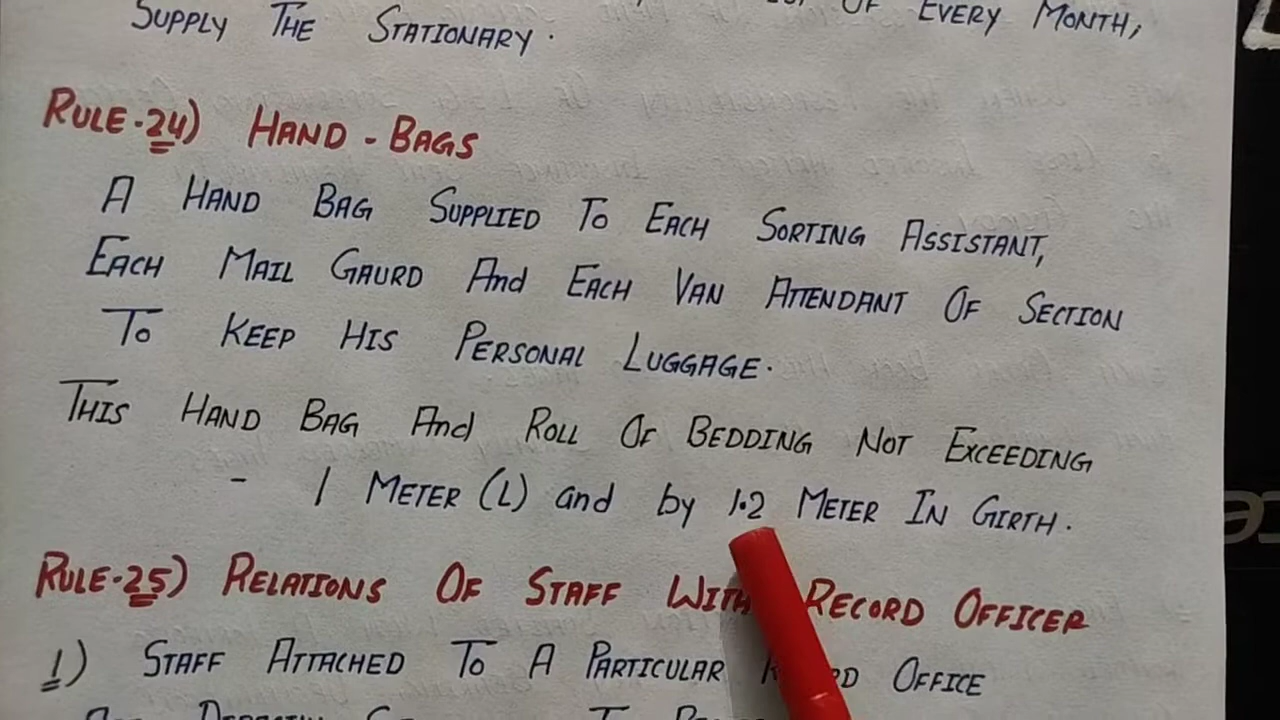 OF EVERY MONTH,
SUPPLY THE STATIONARY.
RULE-24) HAND-BAGS
A HAND BAG SUPPLIED TO EACH SORTING ASSISTANT,
EACH MAIL GAURD And EACH VAN ATTENDANT OF SECTION
TO KEEP HIS PERSONAL LUGGAGE.
THIS HAND BAG And ROLL OF BEDDING NOT EXCEEDING
- 1 METER (L) and by 1.2 METER IN GIRTH.
RULE-25) RELATIONS OF STAFF WITH RECORD OFFICER
1) STAFF ATTACHED TO A PARTICULAR OFFICE
TO